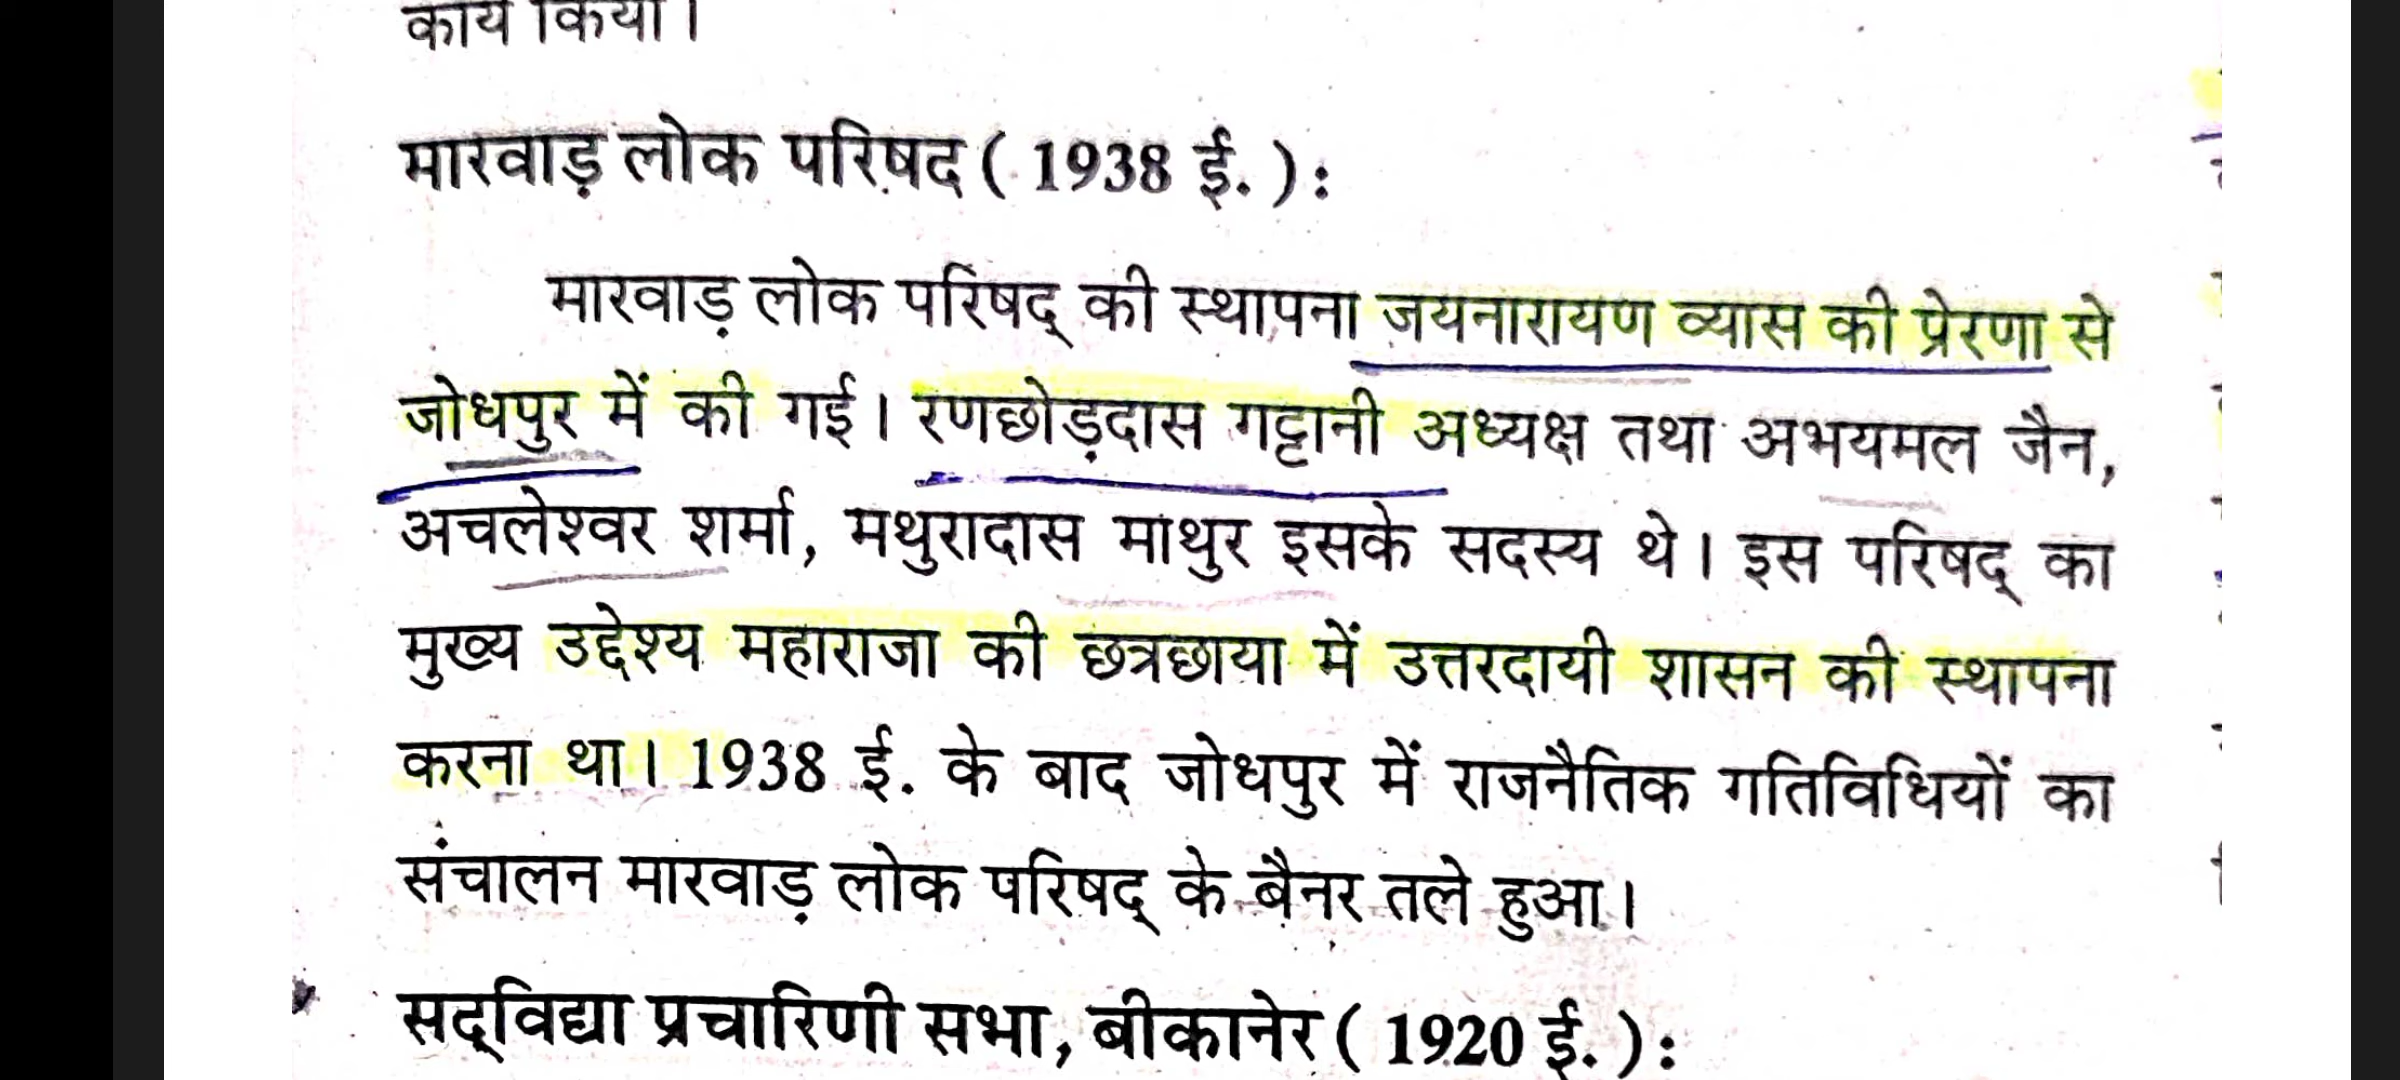 कार्य किया।
मारवाड़ लोक परिषद ( 1938 ई. ) :
मारवाड़ लोक परिषद् की स्थापना जयनारायण व्यास की प्रेरणा से
जोधपुर में की गई। रणछोड़दास गट्टानी अध्यक्ष तथा अभयमल जैन,
अचलेश्वर शर्मा, मथुरादास माथुर इसके सदस्य थे। इस परिषद् का
मुख्य उद्देश्य महाराजा की छत्रछाया में उत्तरदायी शासन की स्थापना
करना था। 1938 ई. के बाद जोधपुर में राजनैतिक गतिविधियों का
संचालन मारवाड़ लोक परिषद् के बैनर तले हुआ।
सद्‌विद्या प्रचारिणी सभा, बीकानेर ( 1920 ई. ) :